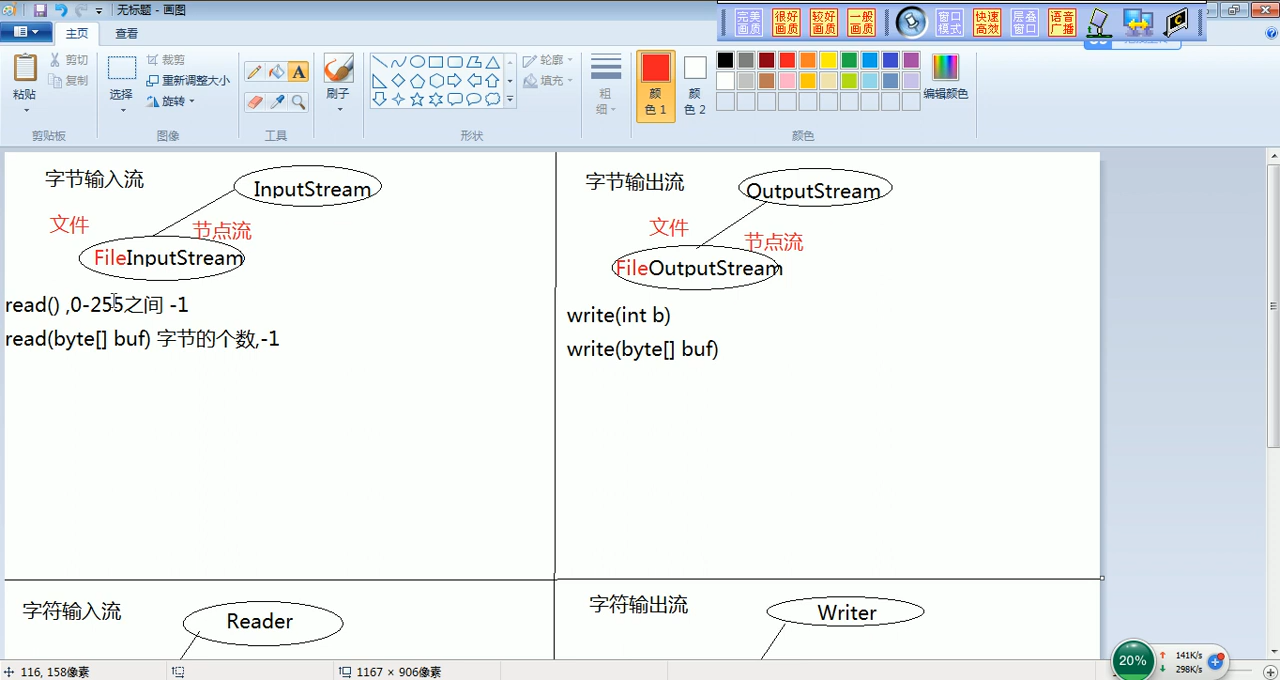 无标题 - 画图
完美画质 很好画质 较好画质 一般画质 窗口模式 快速高效 层叠窗口 语音广播
主页 查看
粘贴 剪切 复制
选择 裁剪 重新调整大小 旋转
A
刷子
轮廓 填充
粗细
颜色 1
颜色 2
编辑颜色
剪贴板 图像 工具 形状 颜色
字节输入流
InputStream
文件
节点流
FileInputStream
read() ,0-255之间 -1
read(byte[] buf) 字节的个数,-1
字节输出流
OutputStream
文件
节点流
FileOutputStream
write(int b)
write(byte[] buf)
字符输入流
Reader
字符输出流
Writer
116, 158像素
1167 × 906像素
20%
141K/s
298K/s